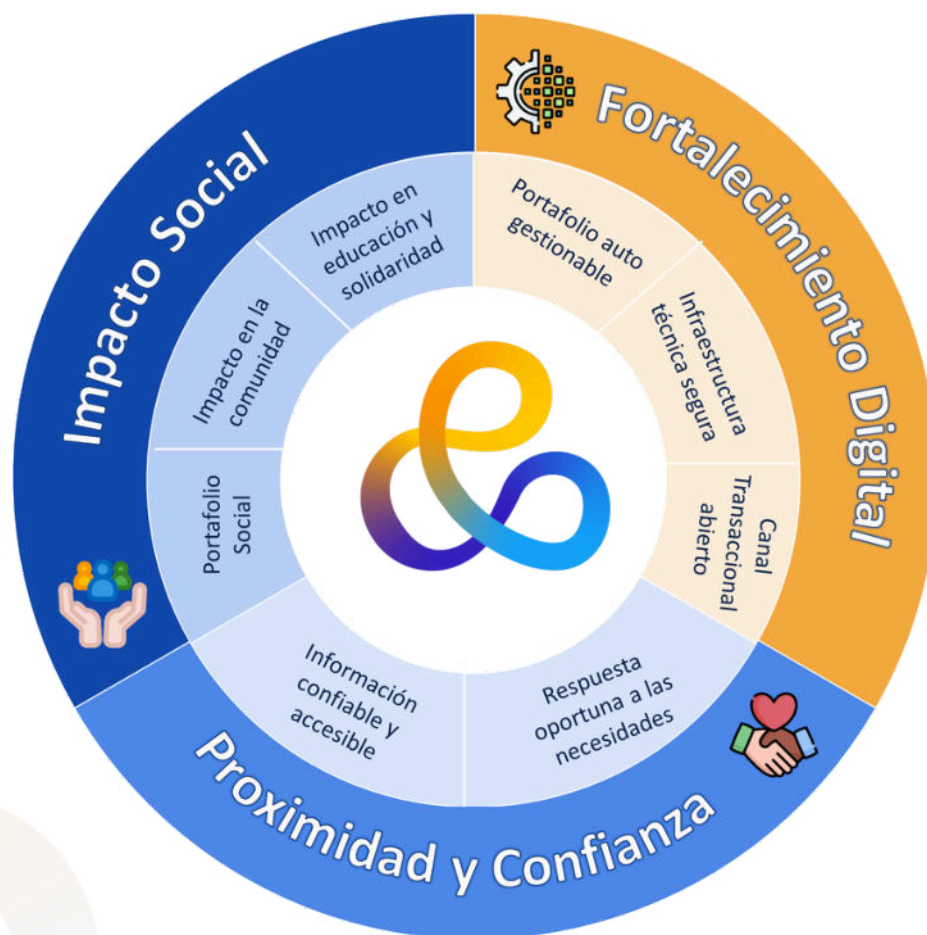 Impacto Social
Fortalecimiento Digital
Proximidad y Confianza
Impacto en
educación y
solidaridad
Impacto en la
comunidad
Portafolio
Social
Portafolio auto
gestionable
Infraestructura
técnica segura
Canal
Transaccional
abierto
Información
confiable y
accesible
Respuesta
oportuna a las
necesidades